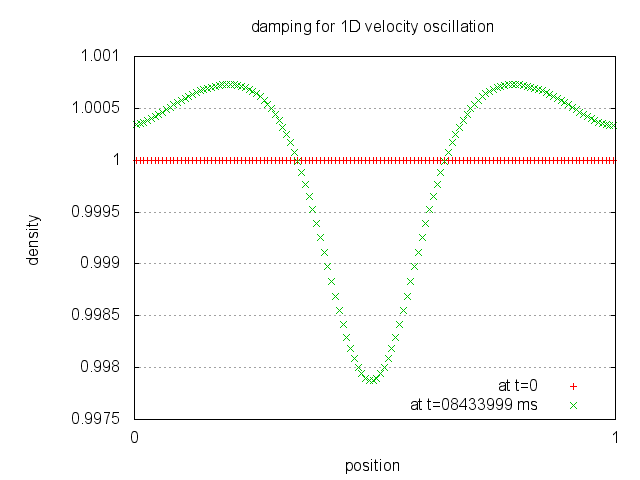 damping for 1D velocity oscillation
1.001
1.0005
1
0.9995
0.999
0.9985
0.998
0.9975
density
at t=0
at t=08433999 ms
0 1
position